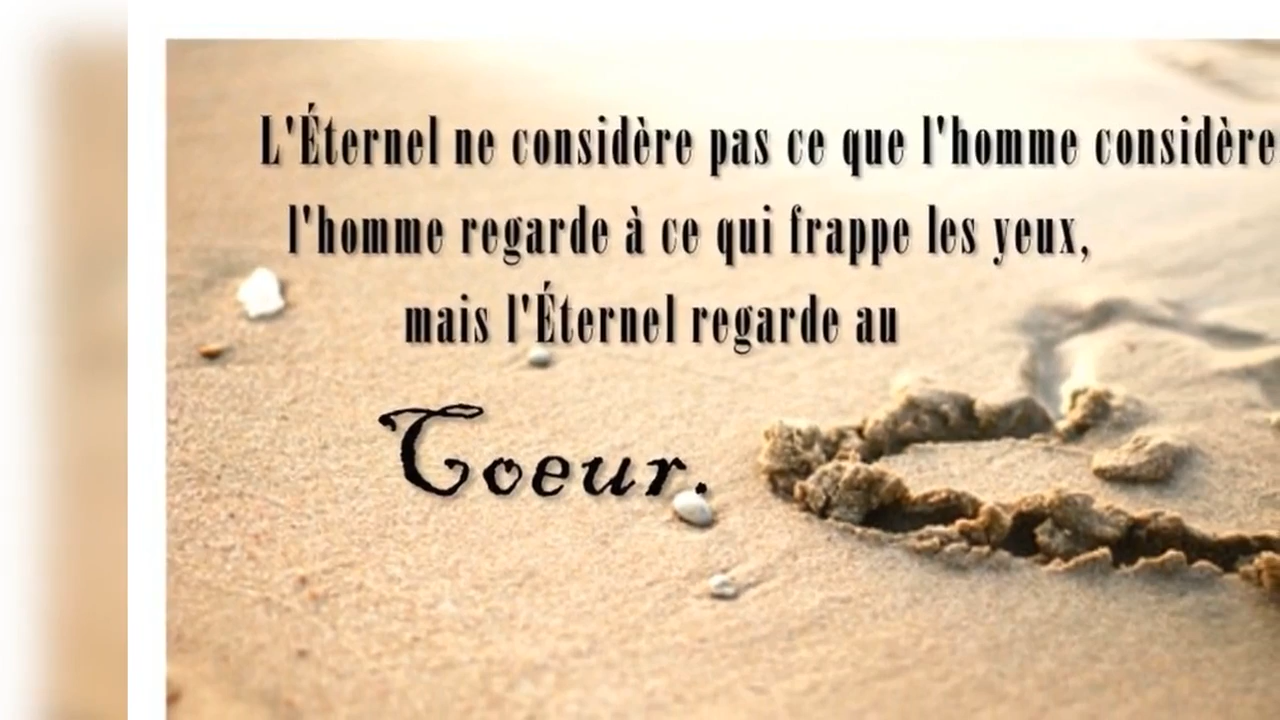 L'Éternel ne considère pas ce que l'homme considère
l'homme regarde à ce qui frappe les yeux,
mais l'Éternel regarde au
Coeur.